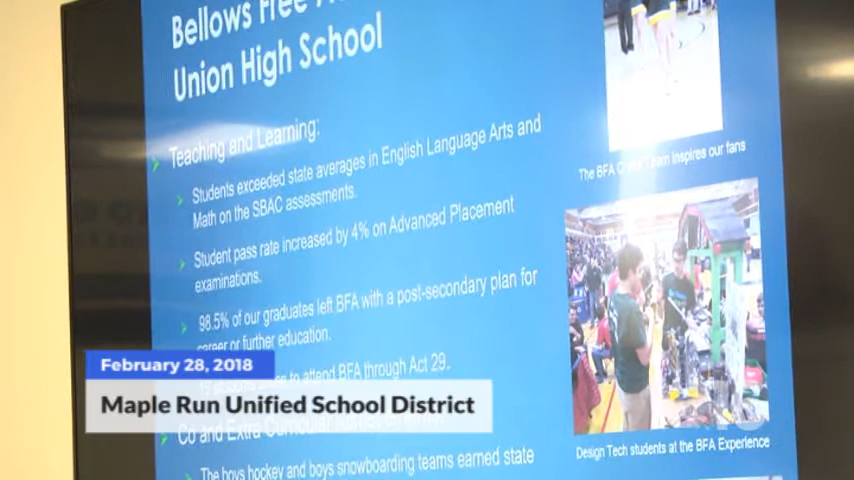 Bellows Free
Union High School
Teaching and Learning:
Students exceeded state averages in English Language Arts and
Math on the SBAC assessments.
Student pass rate increased by 4% on Advanced Placement
examinations.
98.5% of our graduates left BFA with a post-secondary plan for
career or further education.
to attend BFA through Act 29.
Co and Extra
The boys hockey and boys snowboarding teams earned state
The BFA Team inspires our fans
Design Tech students at the BFA Experience
February 28, 2018
Maple Run Unified School District